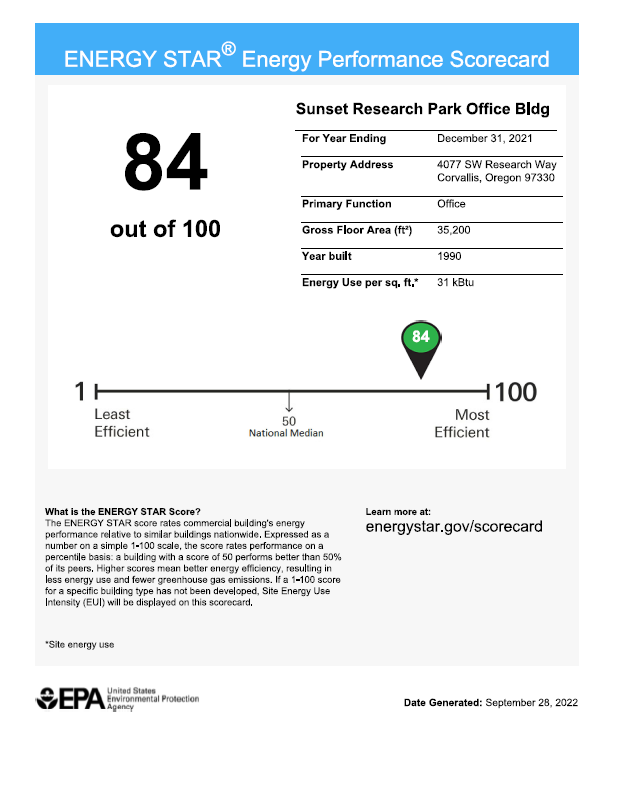 ENERGY STAR® Energy Performance Scorecard
84
out of 100
Sunset Research Park Office Bldg
For Year Ending December 31, 2021
Property Address 4077 SW Research Way
Corvallis, Oregon 97330
Primary Function Office
Gross Floor Area (ft²) 35,200
Year built 1990
Energy Use per sq. ft.* 31 kBtu
84
1 100
Least
Efficient
50
National Median
Most
Efficient
What is the ENERGY STAR Score?
The ENERGY STAR score rates commercial building's energy
performance relative to similar buildings nationwide. Expressed as a
number on a simple 1-100 scale, the score rates performance on a
percentile basis: a building with a score of 50 performs better than 50%
of its peers. Higher scores mean better energy efficiency, resulting in
less energy use and fewer greenhouse gas emissions. If a 1-100 score
for a specific building type has not been developed, Site Energy Use
Intensity (EUI) will be displayed on this scorecard.
Learn more at:
energystar.gov/scorecard
*Site energy use
EPA
United States
Environmental Protection
Agency
Date Generated: September 28, 2022